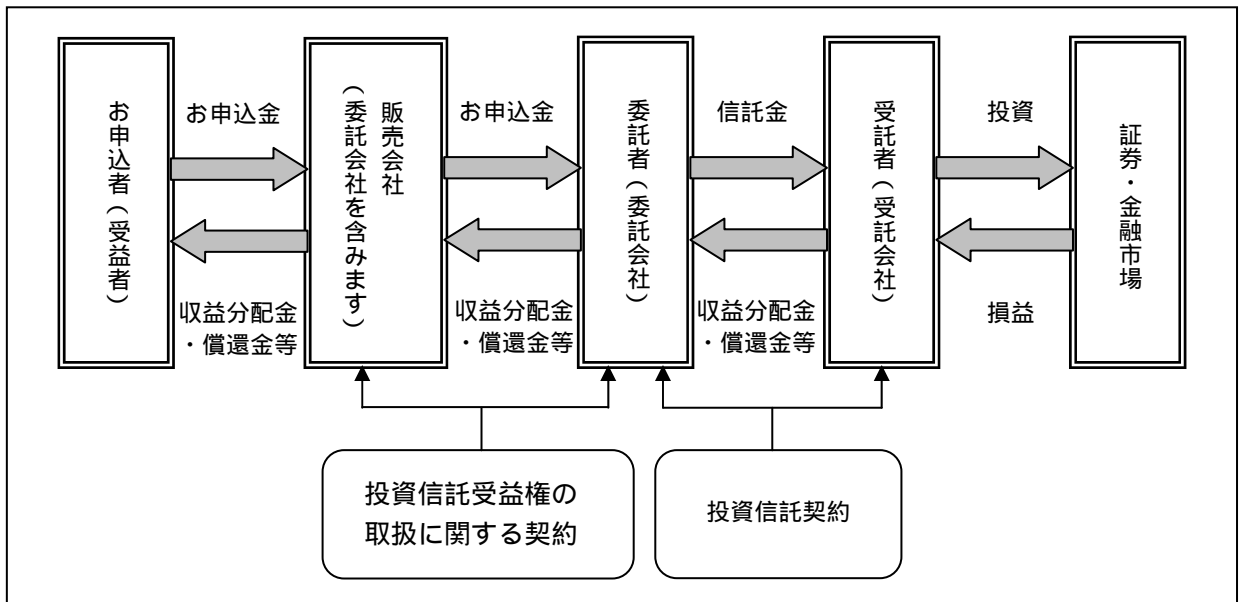 お申込者(受益者)
お申込金
収益分配金
・償還金等
販売会社
(委託会社を含みます)
お申込金
収益分配金
・償還金等
委託者(委託会社)
信託金
収益分配金
・償還金等
受託者(受託会社)
投資
損益
証券・金融市場
投資信託受益権の
取扱に関する契約
投資信託契約